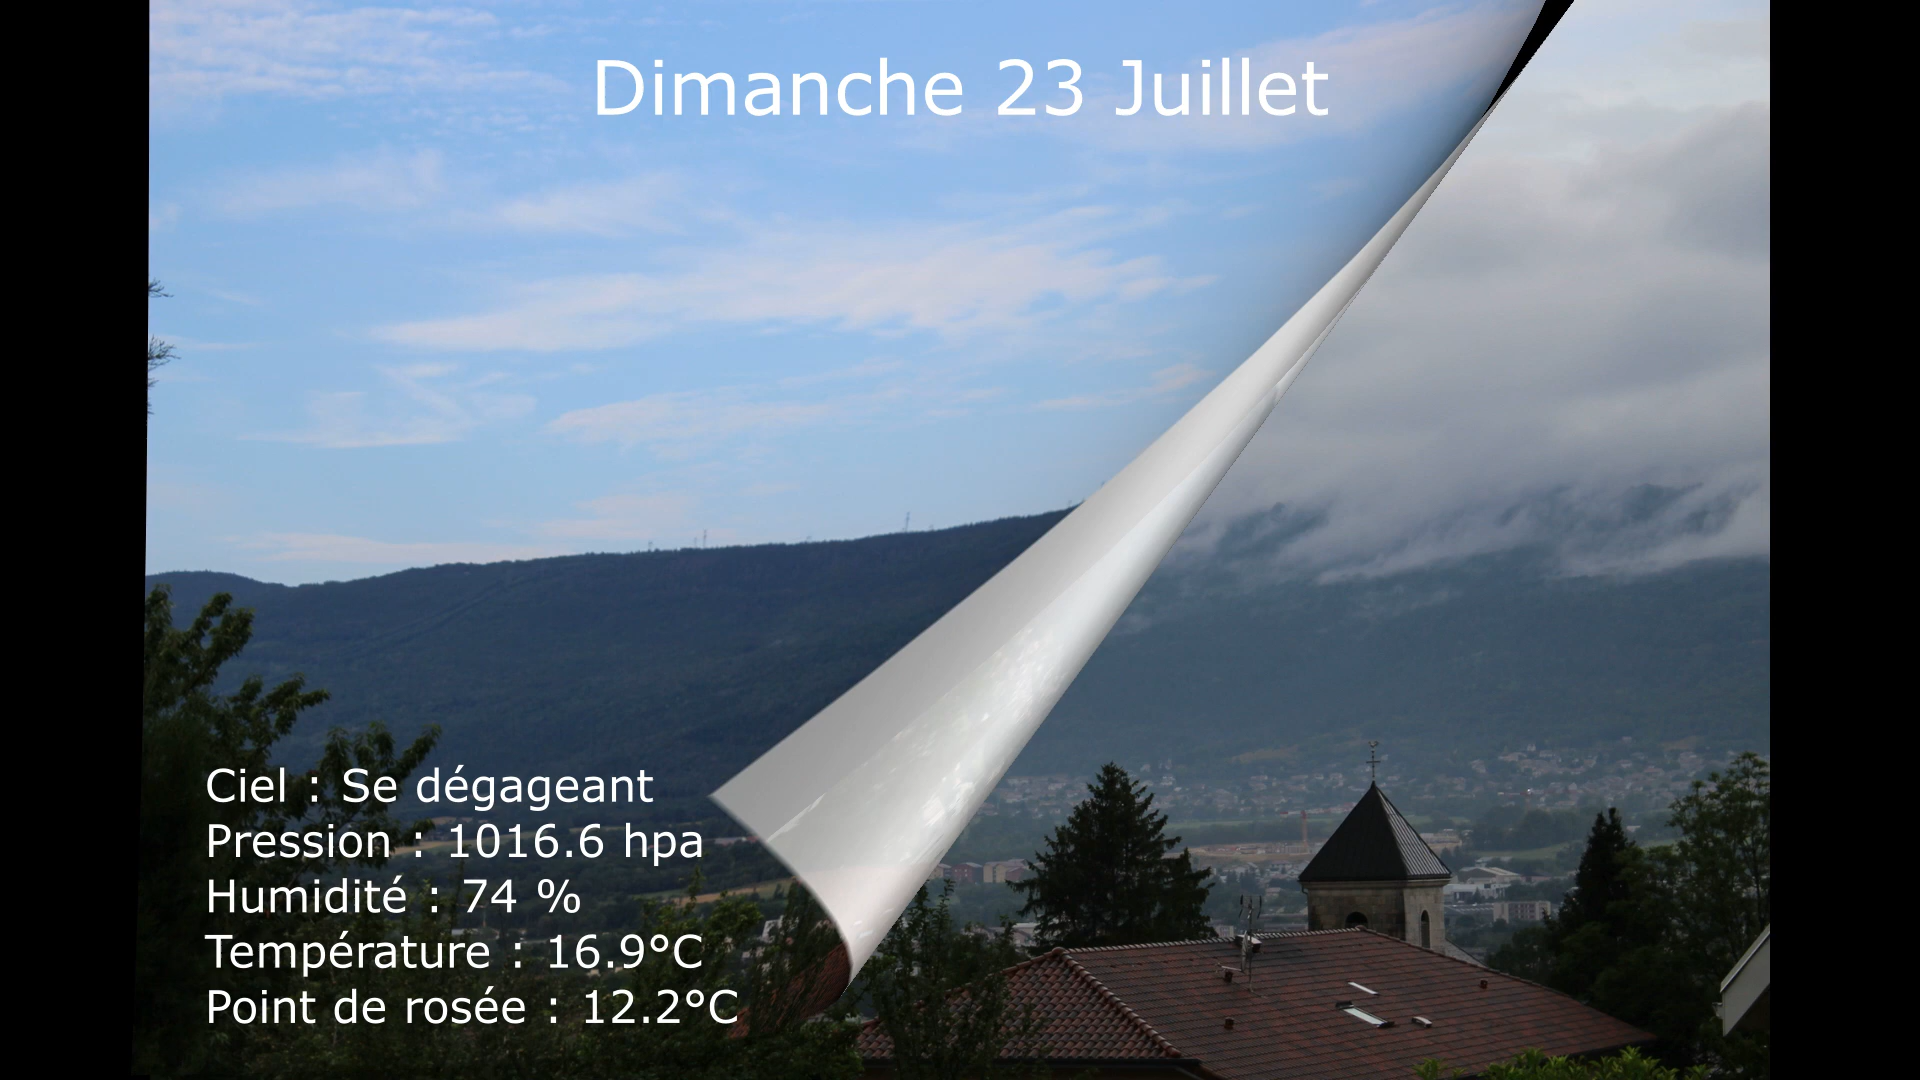 Dimanche 23 Juillet
Ciel : Se dégageant
Pression : 1016.6 hpa
Humidité : 74 %
Température : 16.9°C
Point de rosée : 12.2°C